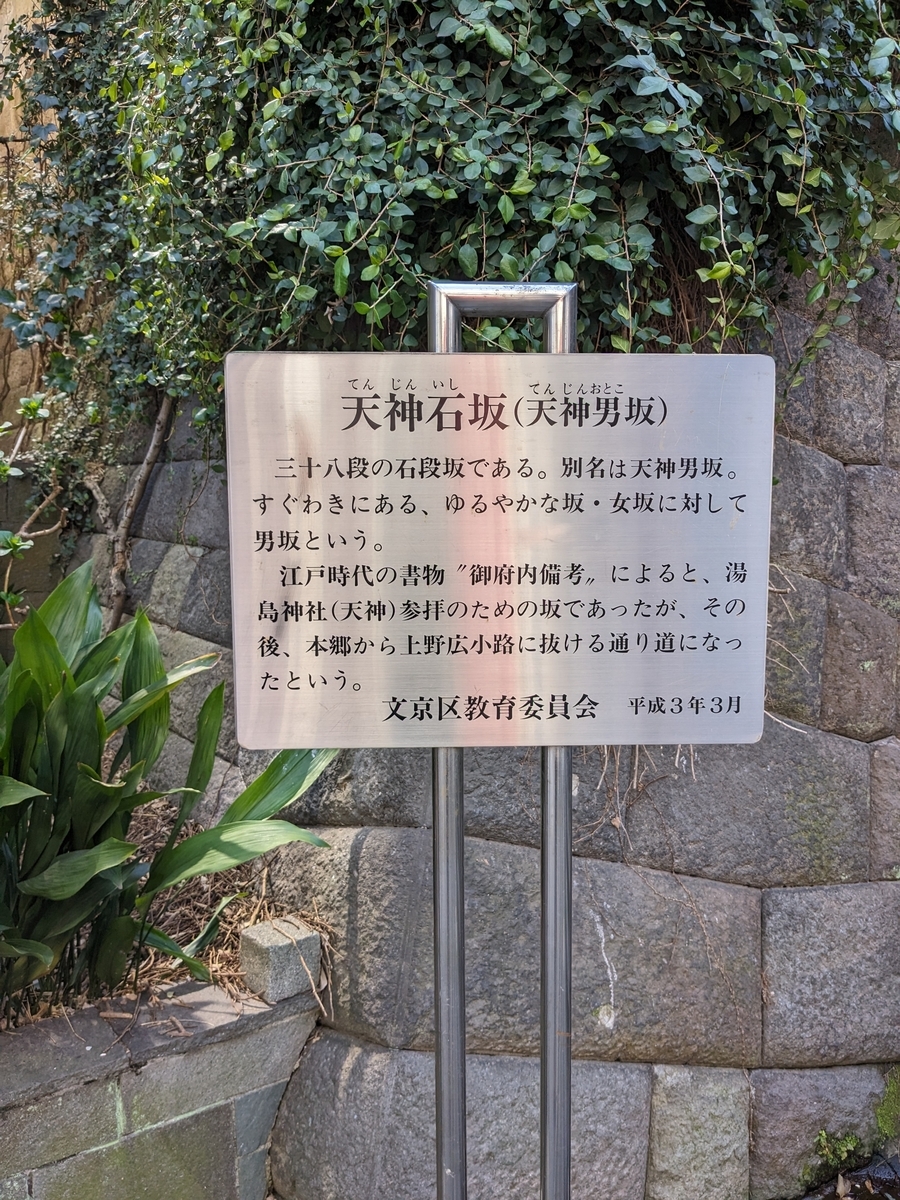 てん じん いし てん じんおとこ
天神石坂(天神男坂)
三十八段の石段坂である。別名は天神男坂。
すぐわきにある、ゆるやかな坂・女坂に対して
男坂という。
江戸時代の書物〝御府内備考〟によると、湯
島神社(天神)参拝のための坂であったが、その
後、本郷から上野広小路に抜ける通り道になっ
たという。
文京区教育委員会 平成3年3月